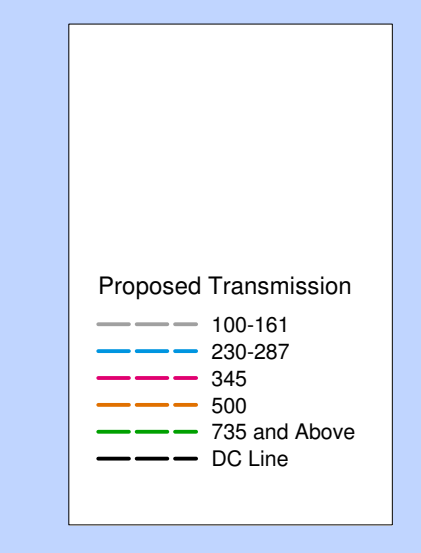 Proposed Transmission
100-161
230-287
345
500
735 and Above
DC Line